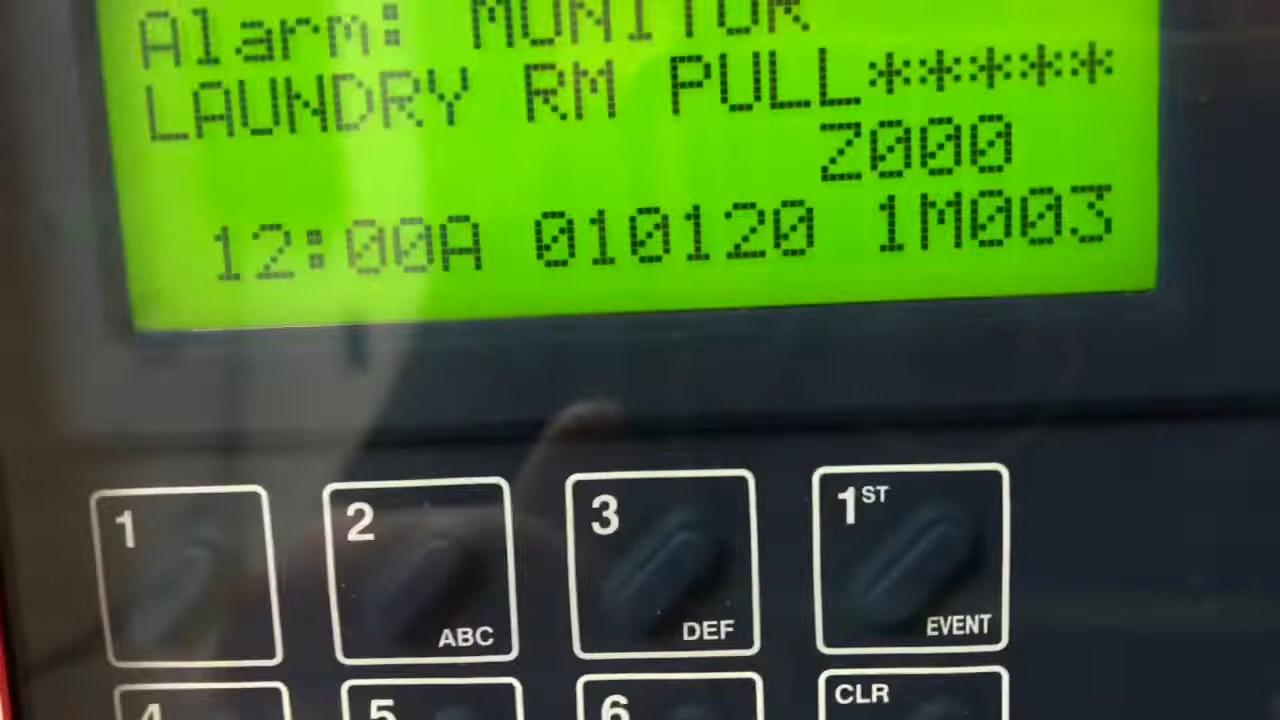 Alarm: MONITOR
LAUNDRY RM PULL*****
Z000
12:00A 010120 1M003
1
2 ABC
3 DEF
1ST EVENT
4
5
6
CLR